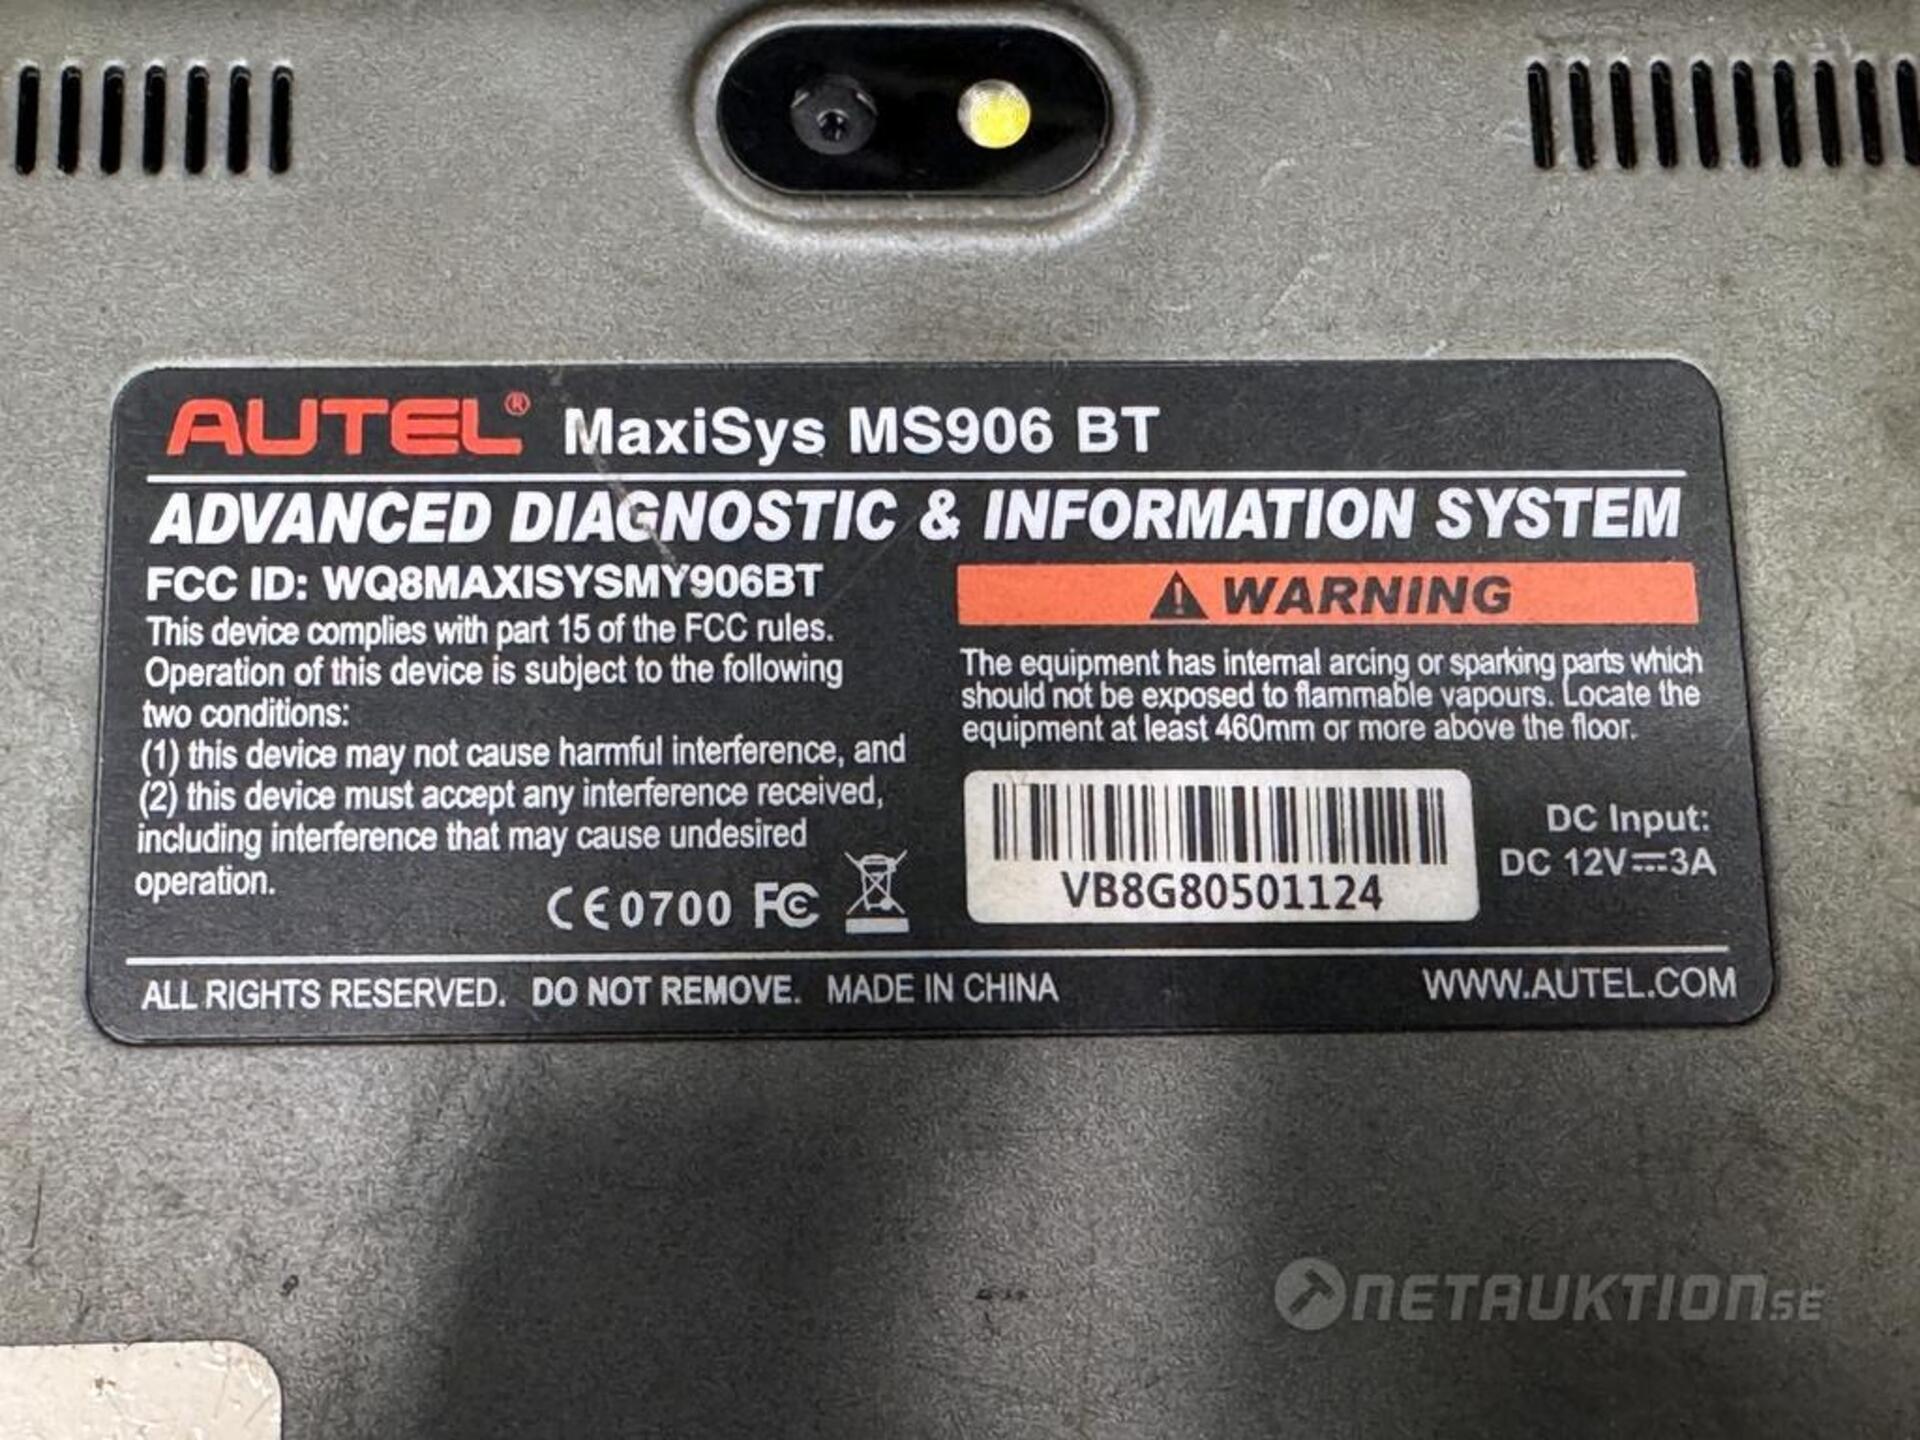 AUTEL® MaxiSys MS906 BT
ADVANCED DIAGNOSTIC & INFORMATION SYSTEM
FCC ID: WQ8MAXISYSMY906BT
This device complies with part 15 of the FCC rules.
Operation of this device is subject to the following
two conditions:
(1) this device may not cause harmful interference, and
(2) this device must accept any interference received,
including interference that may cause undesired
operation.
CE0700 FC
⚠ WARNING
The equipment has internal arcing or sparking parts which
should not be exposed to flammable vapours. Locate the
equipment at least 460mm or more above the floor.
VB8G80501124
DC Input:
DC 12V⎓3A
ALL RIGHTS RESERVED. DO NOT REMOVE. MADE IN CHINA
WWW.AUTEL.COM
NETAUKTION.SE